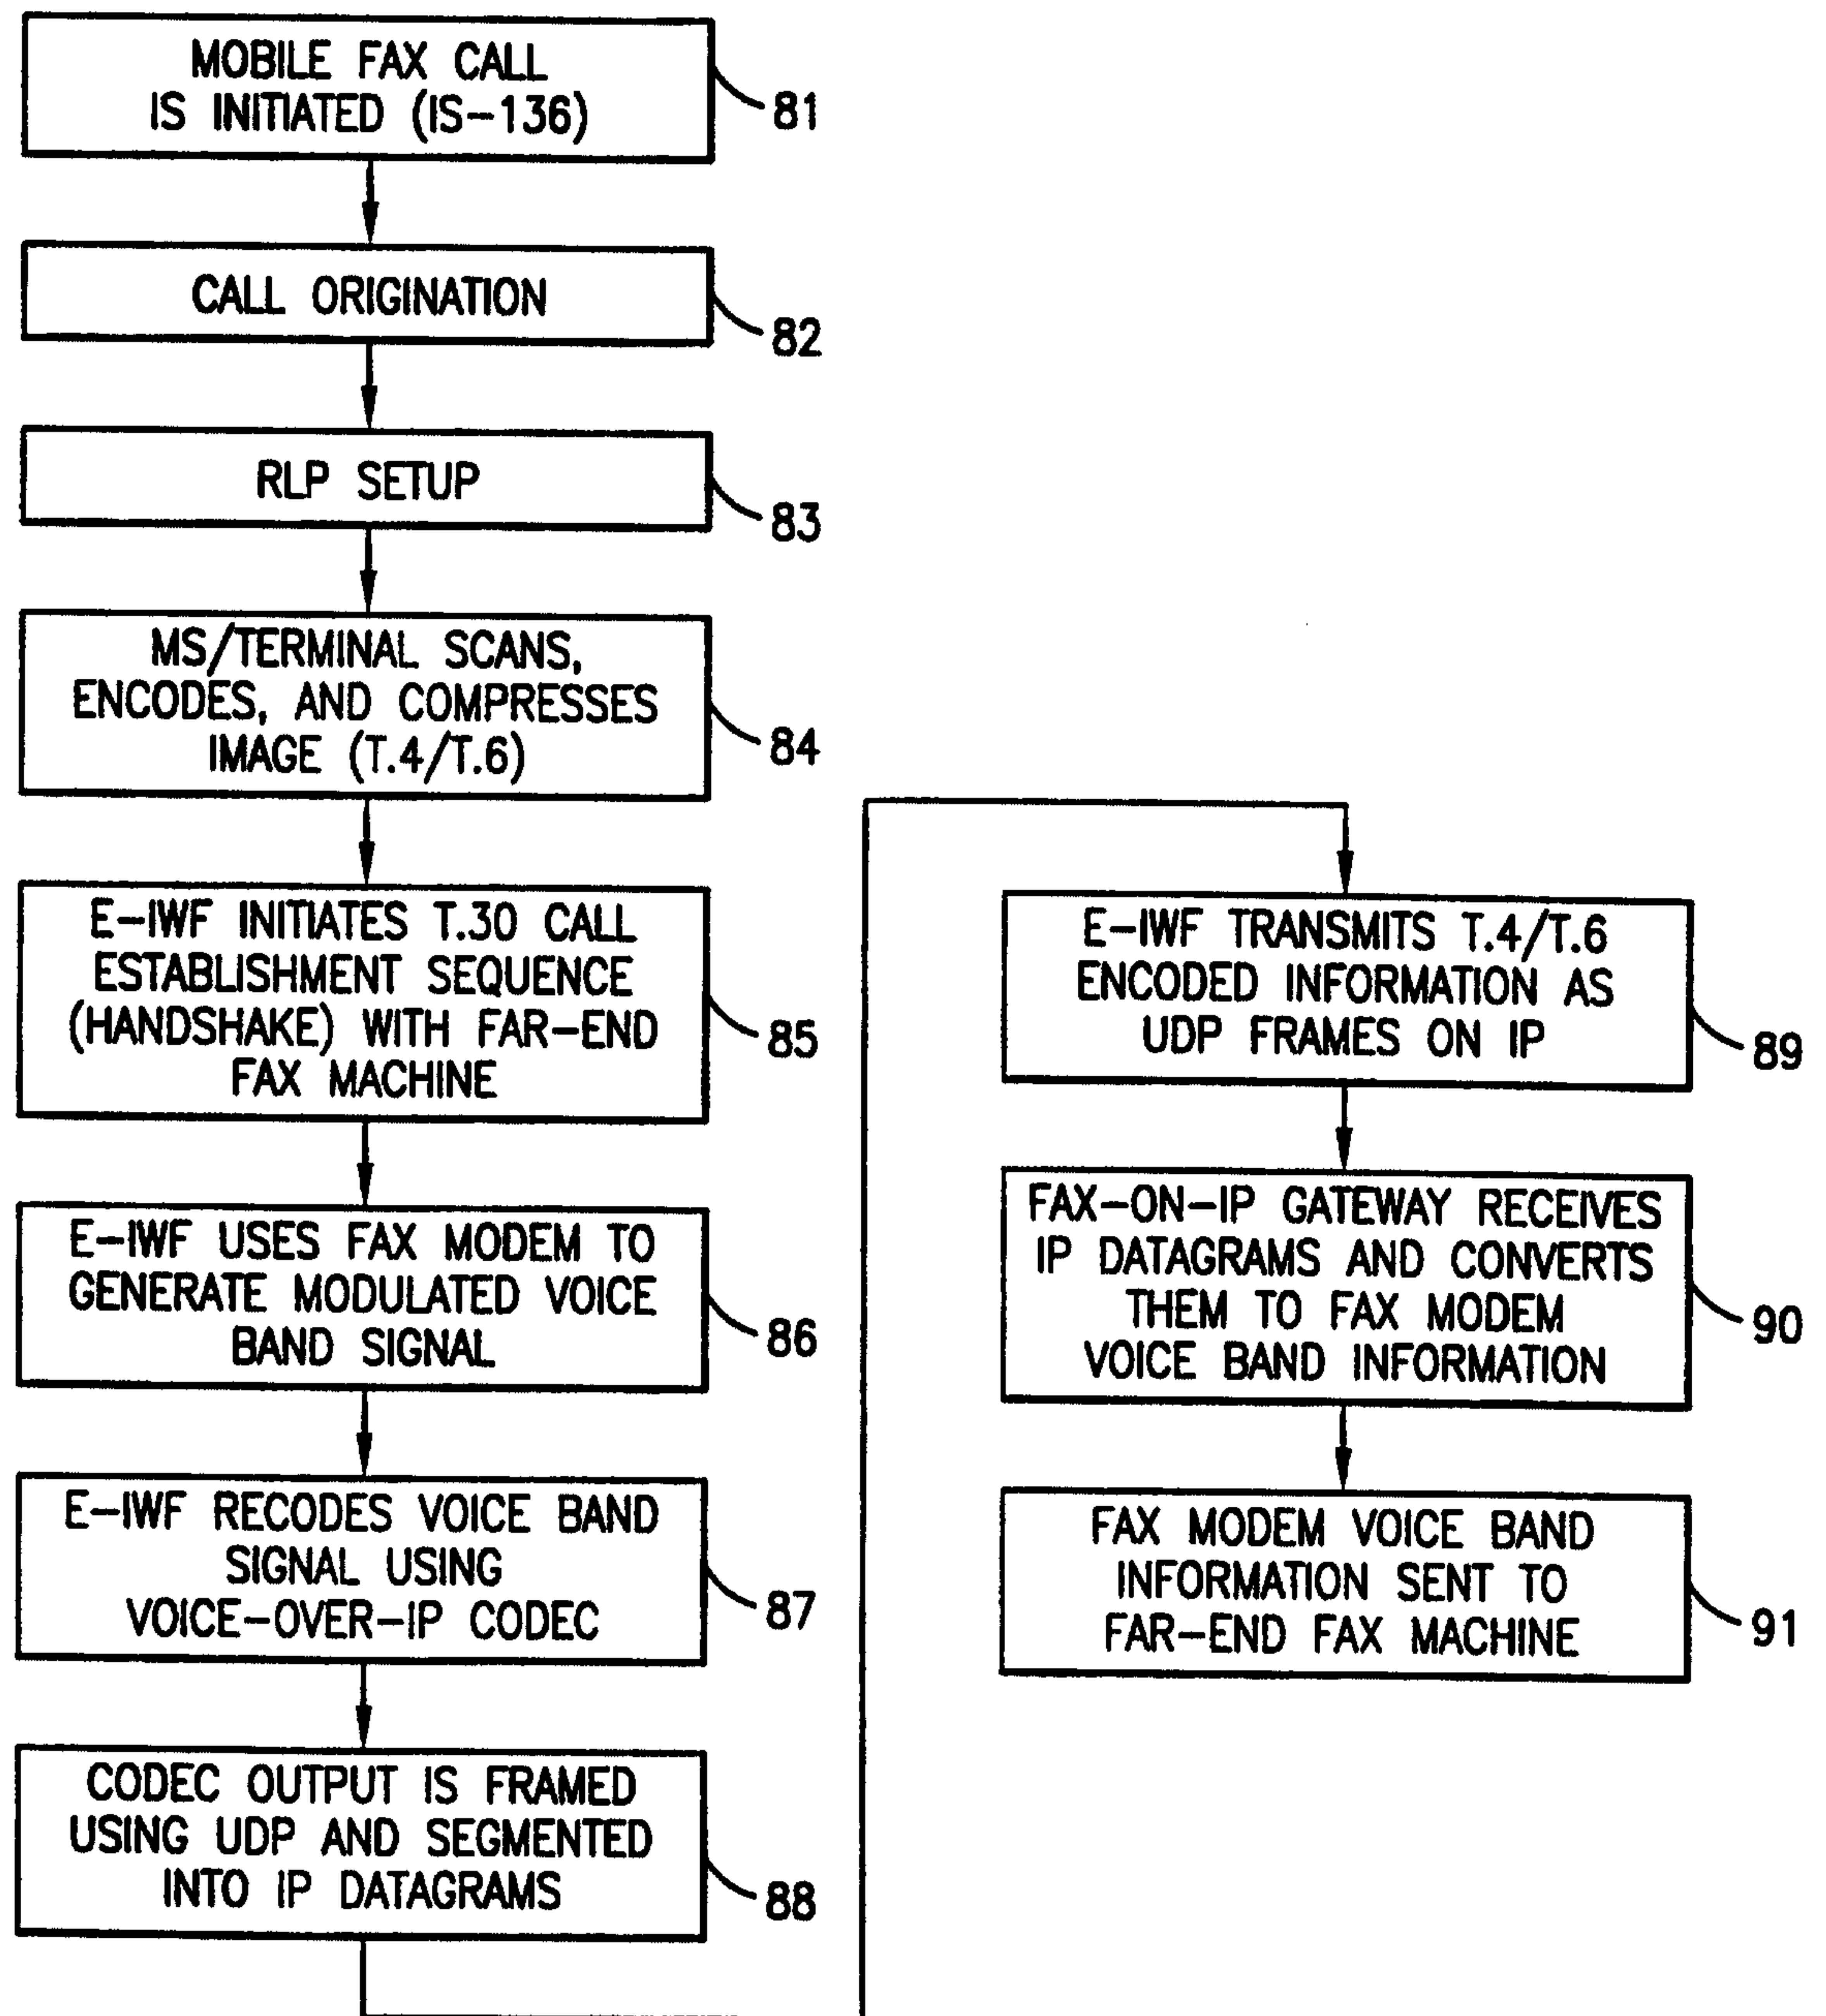 MOBILE FAX CALL
IS INITIATED (IS-136)
81
CALL ORIGINATION
82
RLP SETUP
83
MS/TERMINAL SCANS,
ENCODES, AND COMPRESSES
IMAGE (T.4/T.6)
84
E-IWF INITIATES T.30 CALL
ESTABLISHMENT SEQUENCE
(HANDSHAKE) WITH FAR-END
FAX MACHINE
85
E-IWF USES FAX MODEM TO
GENERATE MODULATED VOICE
BAND SIGNAL
86
E-IWF RECODES VOICE BAND
SIGNAL USING
VOICE-OVER-IP CODEC
87
CODEC OUTPUT IS FRAMED
USING UDP AND SEGMENTED
INTO IP DATAGRAMS
88
E-IWF TRANSMITS T.4/T.6
ENCODED INFORMATION AS
UDP FRAMES ON IP
89
FAX-ON-IP GATEWAY RECEIVES
IP DATAGRAMS AND CONVERTS
THEM TO FAX MODEM
VOICE BAND INFORMATION
90
FAX MODEM VOICE BAND
INFORMATION SENT TO
FAR-END FAX MACHINE
91